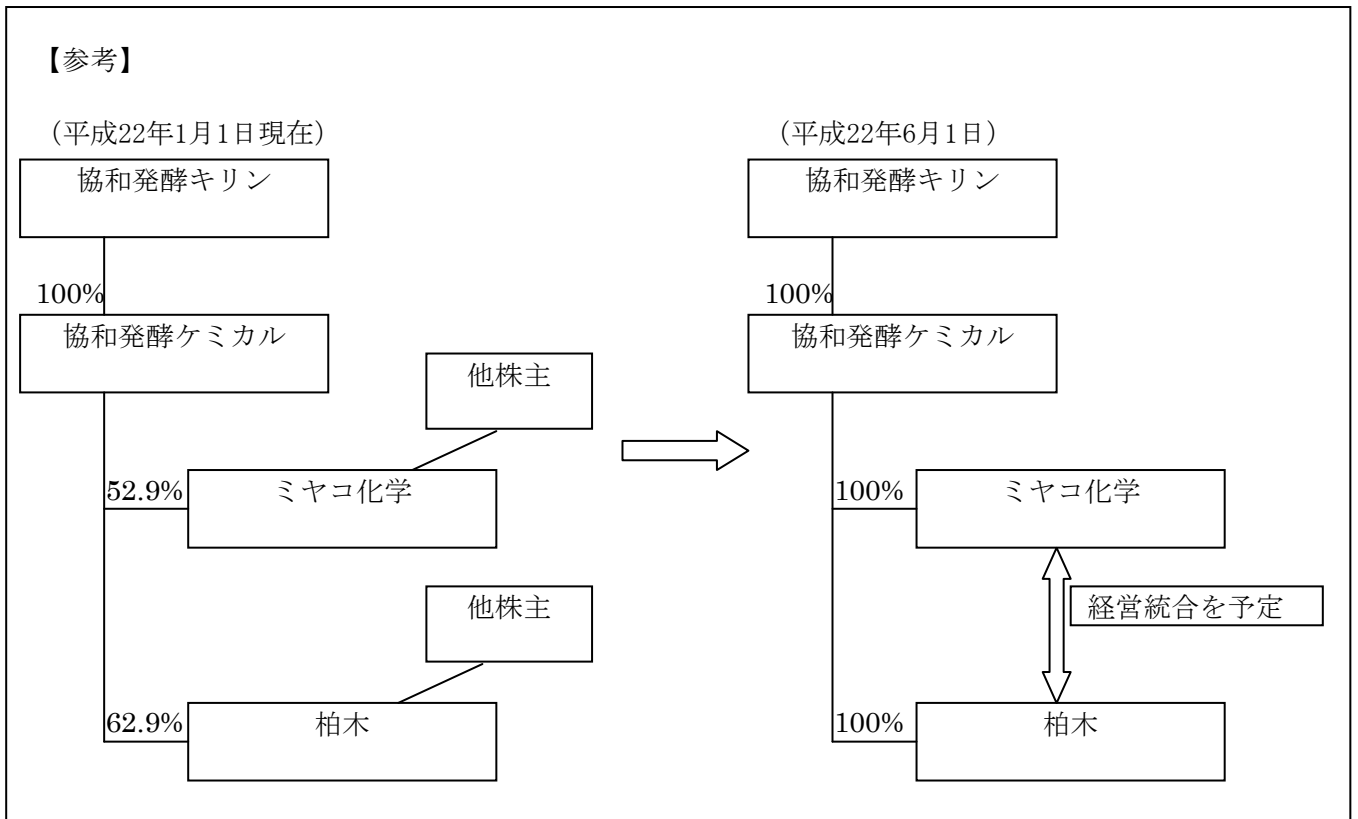 【参考】
（平成22年1月1日現在）
協和発酵キリン
100%
協和発酵ケミカル
他株主
52.9%
ミヤコ化学
他株主
62.9%
柏木
（平成22年6月1日）
協和発酵キリン
100%
協和発酵ケミカル
100%
ミヤコ化学
経営統合を予定
100%
柏木